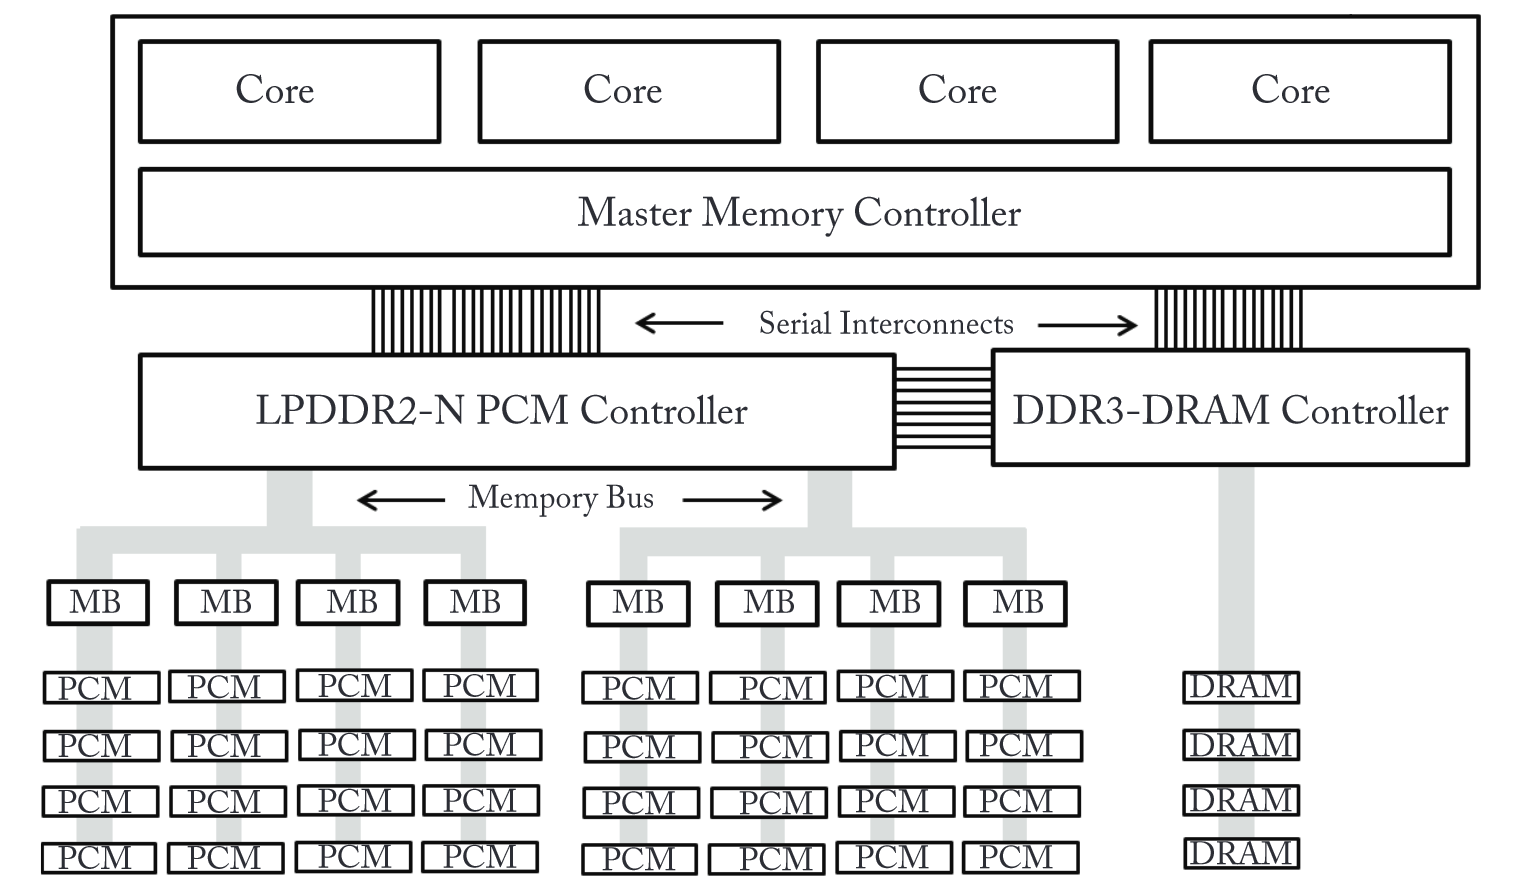 Core Core Core Core
Master Memory Controller
Serial Interconnects
LPDDR2-N PCM Controller DDR3-DRAM Controller
Mempory Bus
MB MB MB MB MB MB MB MB
PCM PCM PCM PCM PCM PCM PCM PCM DRAM
PCM PCM PCM PCM PCM PCM PCM PCM DRAM
PCM PCM PCM PCM PCM PCM PCM PCM DRAM
PCM PCM PCM PCM PCM PCM PCM PCM DRAM